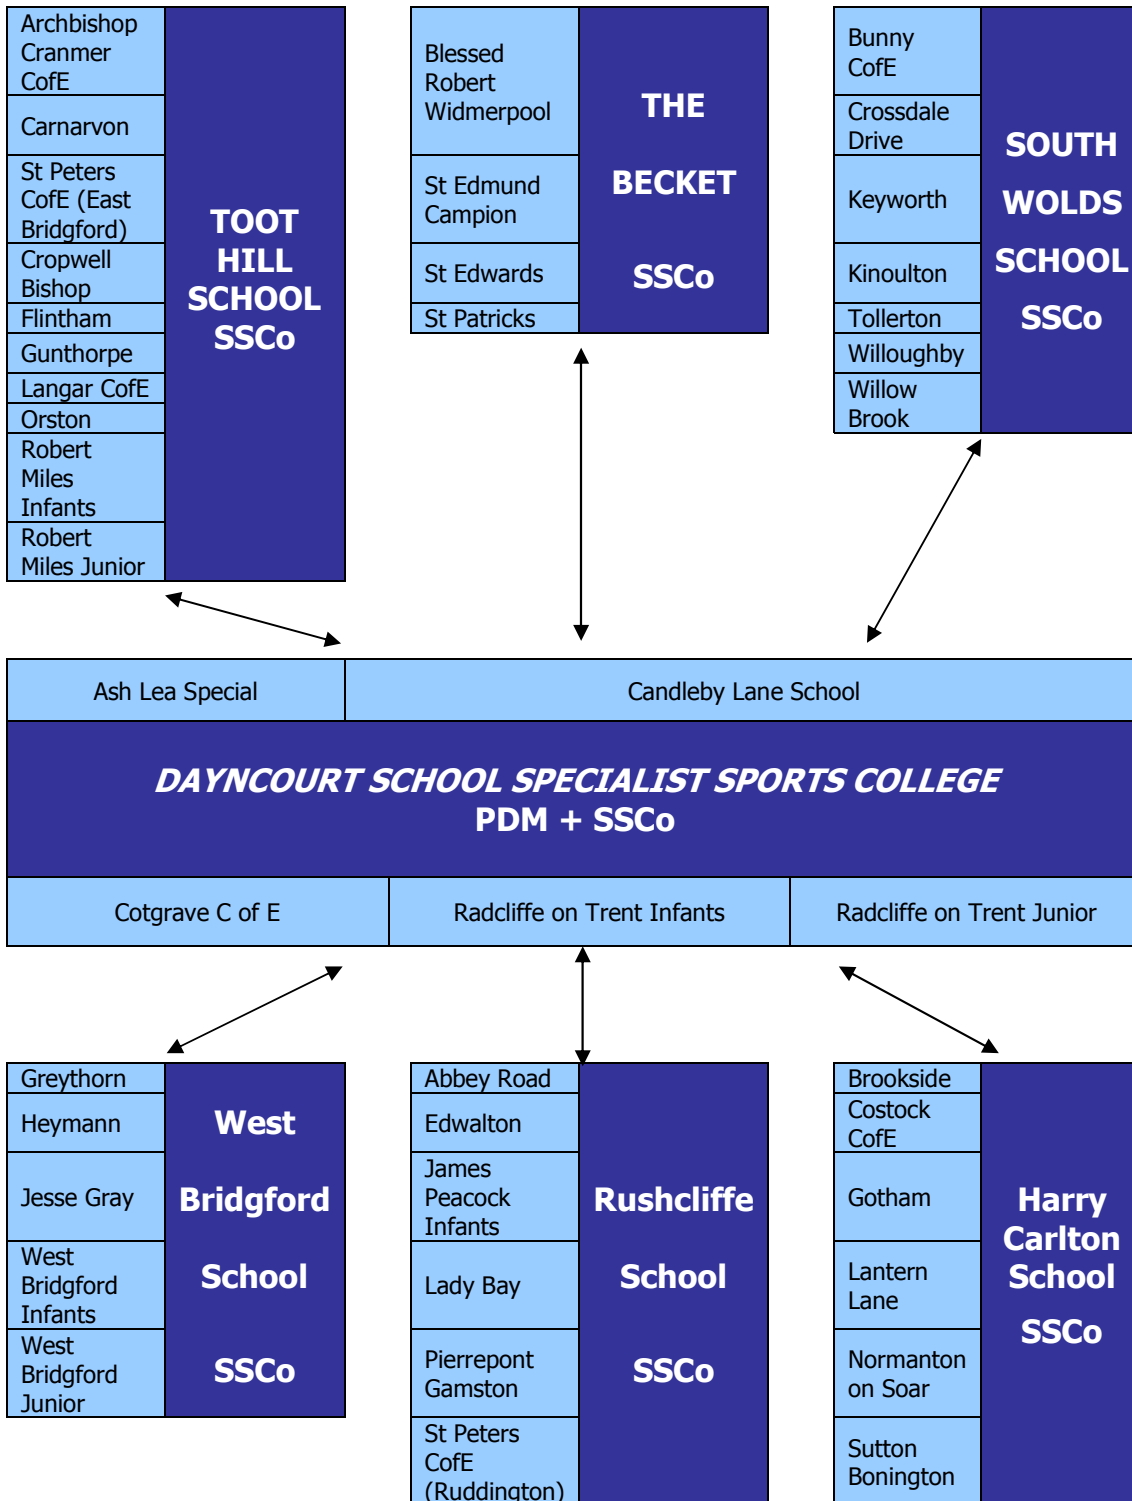 Archbishop
Cranmer
CofE
Carnarvon
St Peters
CofE (East
Bridgford)
Cropwell
Bishop
Flintham
Gunthorpe
Langar CofE
Orston
Robert
Miles
Infants
Robert
Miles Junior
TOOT
HILL
SCHOOL
SSCo
Blessed
Robert
Widmerpool
St Edmund
Campion
St Edwards
St Patricks
THE
BECKET
SSCo
Bunny
CofE
Crossdale
Drive
Keyworth
Kinoulton
Tollerton
Willoughby
Willow
Brook
SOUTH
WOLDS
SCHOOL
SSCo
Ash Lea Special
Candleby Lane School
DAYNCOURT SCHOOL SPECIALIST SPORTS COLLEGE
PDM + SSCo
Cotgrave C of E
Radcliffe on Trent Infants
Radcliffe on Trent Junior
Greythorn
Heymann
Jesse Gray
West
Bridgford
Infants
West
Bridgford
Junior
West
Bridgford
School
SSCo
Abbey Road
Edwalton
James
Peacock
Infants
Lady Bay
Pierrepont
Gamston
St Peters
CofE
(Ruddington)
Rushcliffe
School
SSCo
Brookside
Costock
CofE
Gotham
Lantern
Lane
Normanton
on Soar
Sutton
Bonington
Harry
Carlton
School
SSCo